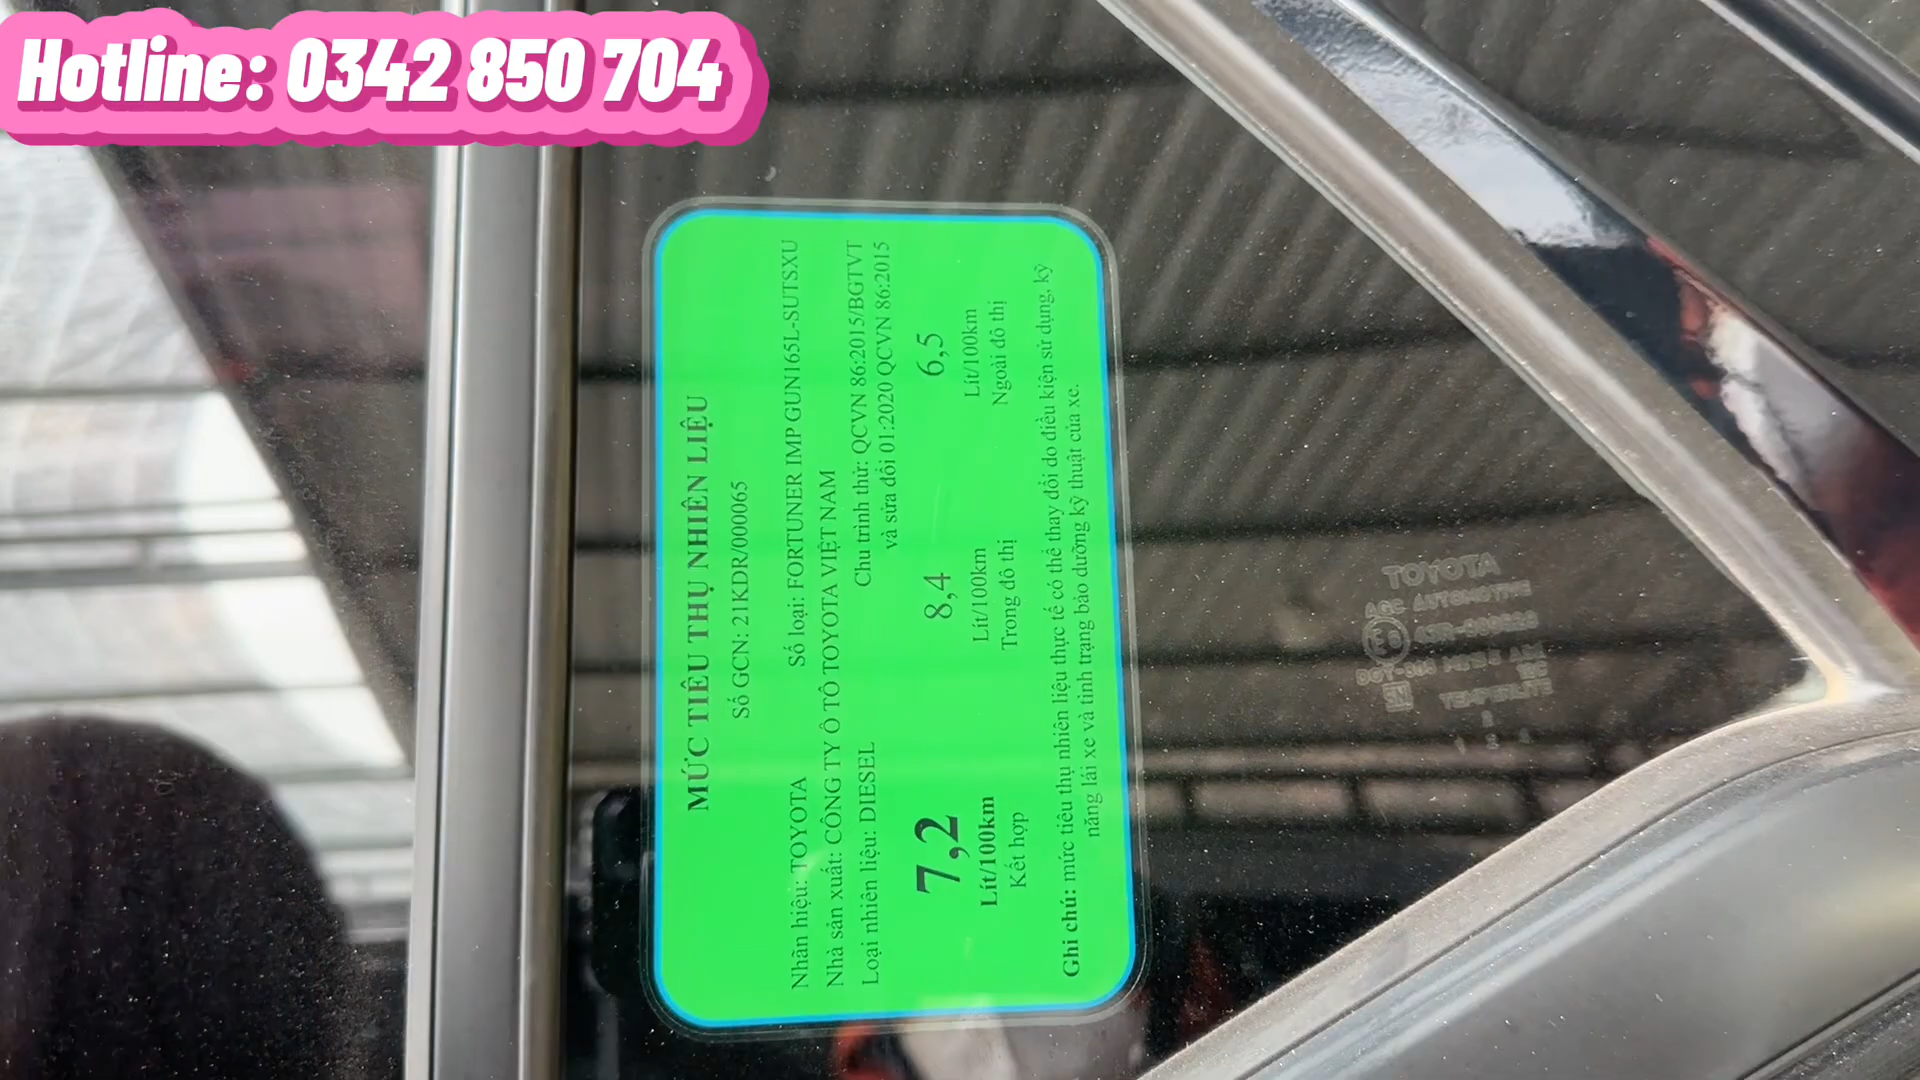 Hotline: 0342 850 704
MỨC TIÊU THỤ NHIÊN LIỆU
Số GCN: 21KDR/00065
Nhãn hiệu: TOYOTA Số loại: FORTUNER IMP GUN165L-SUTSXU
Nhà sản xuất: CÔNG TY Ô TÔ TOYOTA VIỆT NAM
Loại nhiên liệu: DIESEL Chu trình thử: QCVN 86:2015/BGTVT
và sửa đổi 01:2020 QCVN 86:2015
7,2 8,4 6,5
Lít/100km Lít/100km Lít/100km
Kết hợp Trong đô thị Ngoài đô thị
Ghi chú: mức tiêu thụ nhiên liệu thực tế có thể thay đổi do điều kiện sử dụng, kỹ
năng lái xe và tình trạng bảo dưỡng kỹ thuật của xe.
TOYOTA
AGC AUTOMOTIVE
TEMPERLITE